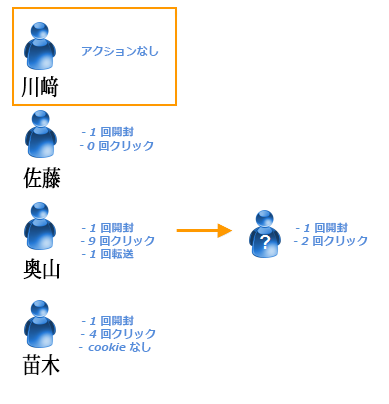 アクションなし
川﨑
- 1 回開封
- 0 回クリック
佐藤
- 1 回開封
- 9 回クリック
- 1 回転送
奥山
?
- 1 回開封
- 2 回クリック
- 1 回開封
- 4 回クリック
- cookie なし
苗木